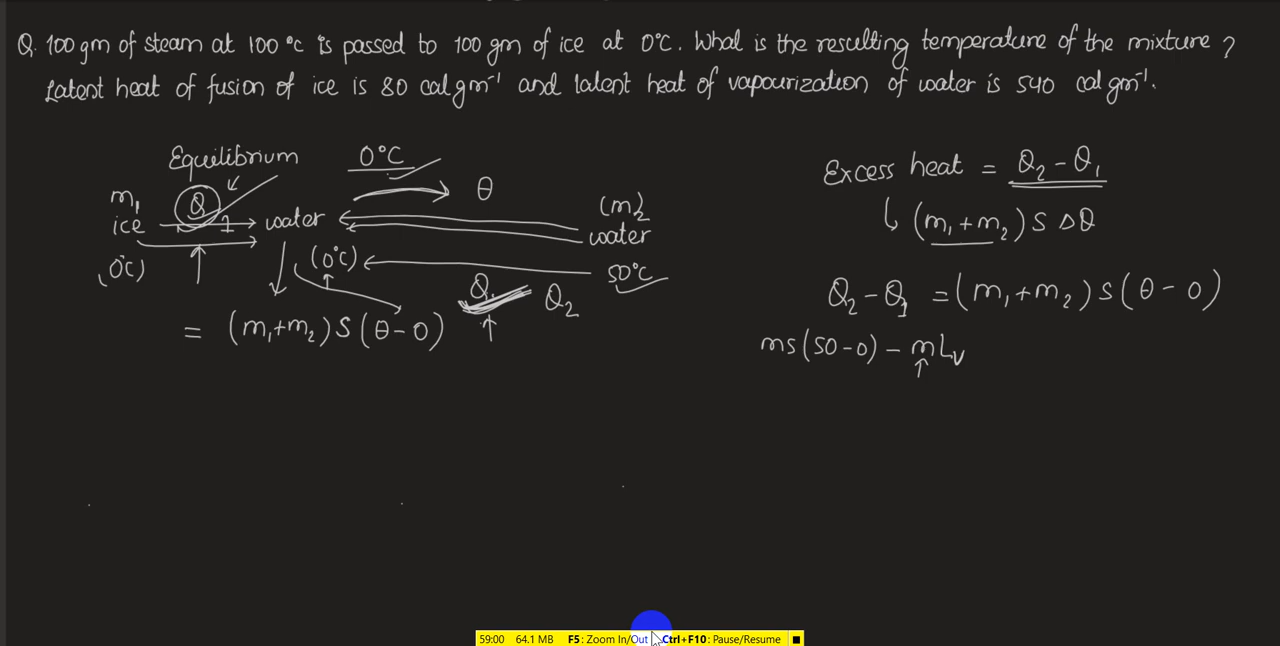 Q. 100 gm of steam at 100 °C is passed to 100 gm of ice at 0°C. What is the resulting temperature of the mixture ?
Latent heat of fusion of ice is 80 cal gm⁻¹ and latent heat of vapourization of water is 540 cal gm⁻¹.
Equilibrium 0°C
Excess heat = Q₂ - Q₁
m₁ θ (m)₂
ice Q₁ water water
(m₁ + m₂) S Δθ
(0°C) (0°C) 50°C
Q₁ Q₂
Q₂ - Q₁ = (m₁ + m₂) S (θ - 0)
= (m₁+m₂) S (θ - 0)
ms (50 - 0) - mLv
59:00 64.1 MB F5: Zoom In/Out Ctrl+F10: Pause/Resume